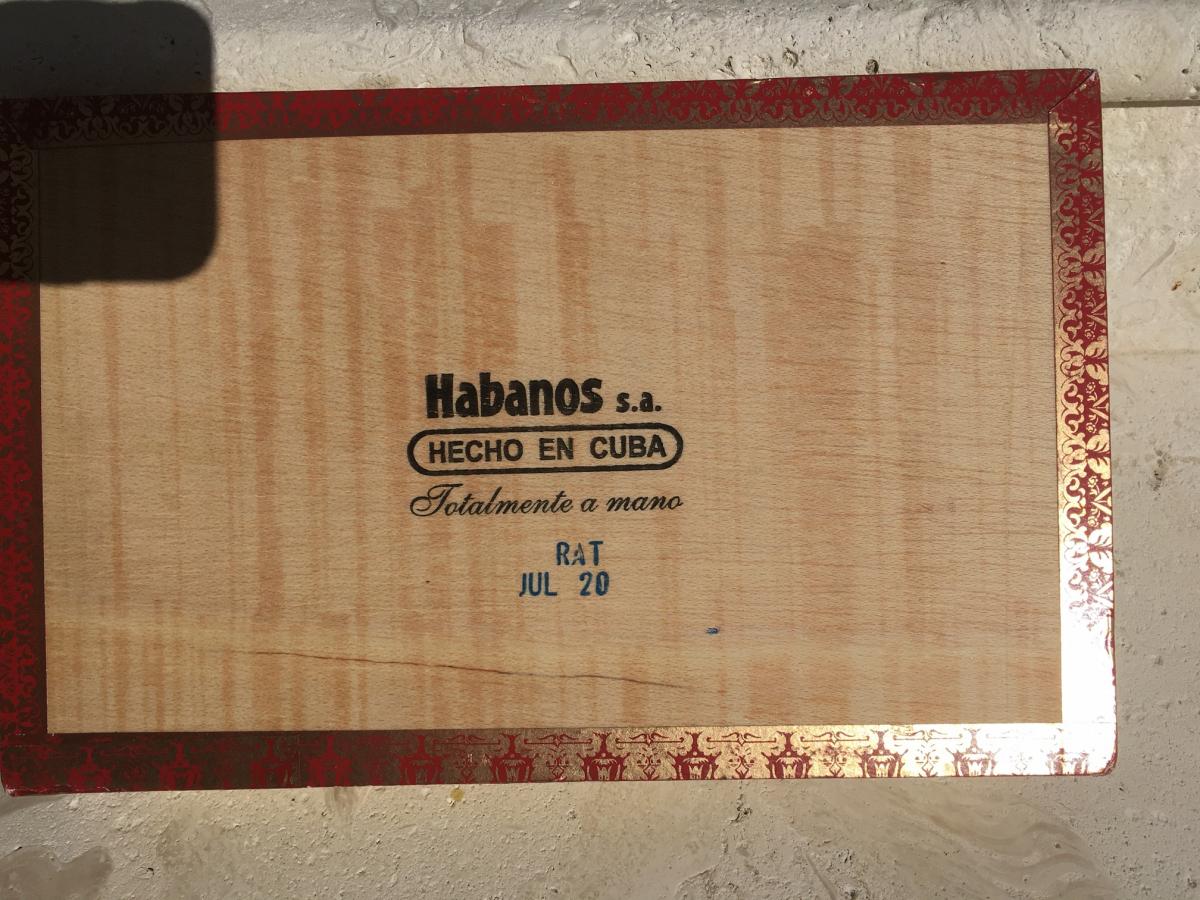 Habanos s.a.
HECHO EN CUBA
Totalmente a mano
RAT
JUL 20